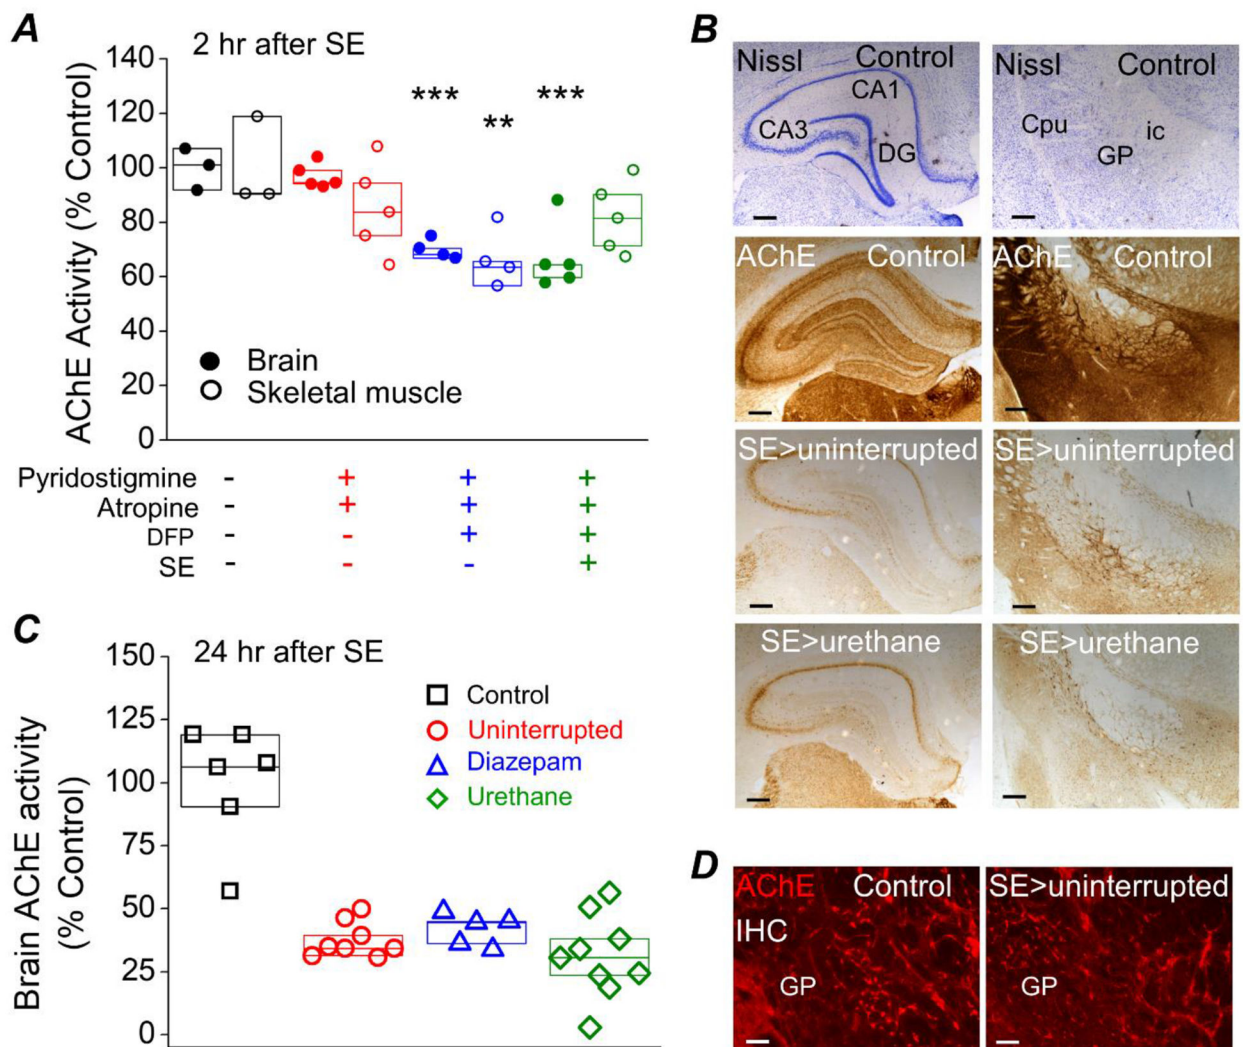 A
2 hr after SE
AChE Activity (% Control)
140
120
100
80
60
40
20
0
***
**
***
Brain
Skeletal muscle
Pyridostigmine - + + +
Atropine - + + +
DFP - - + +
SE - - - +
B
Nissl Control
CA1
CA3
DG
Nissl Control
Cpu
ic
GP
AChE Control
AChE Control
SE>uninterrupted
SE>uninterrupted
SE>urethane
SE>urethane
C
24 hr after SE
Brain AChE activity
(% Control)
150
125
100
75
50
25
0
Control
Uninterrupted
Diazepam
Urethane
D
AChE Control
IHC
GP
SE>uninterrupted
GP